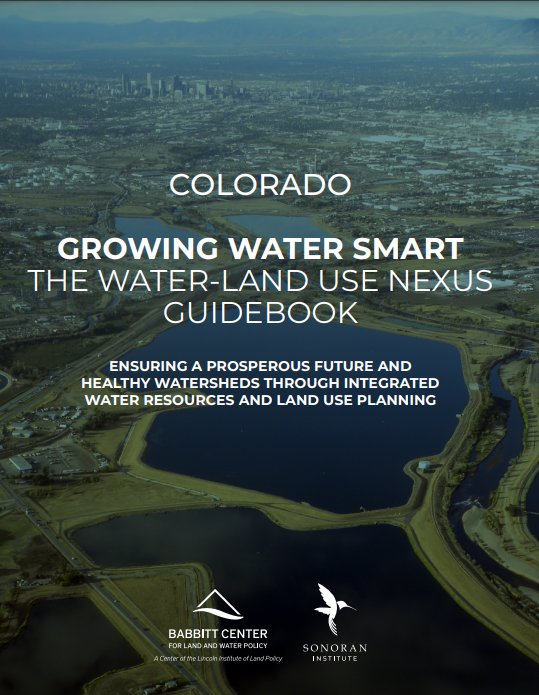 COLORADO
GROWING WATER SMART
THE WATER-LAND USE NEXUS
GUIDEBOOK
ENSURING A PROSPEROUS FUTURE AND
HEALTHY WATERSHEDS THROUGH INTEGRATED
WATER RESOURCES AND LAND USE PLANNING
BABBITT CENTER
FOR LAND AND WATER POLICY
A Center of the Lincoln Institute of Land Policy
SONORAN
INSTITUTE